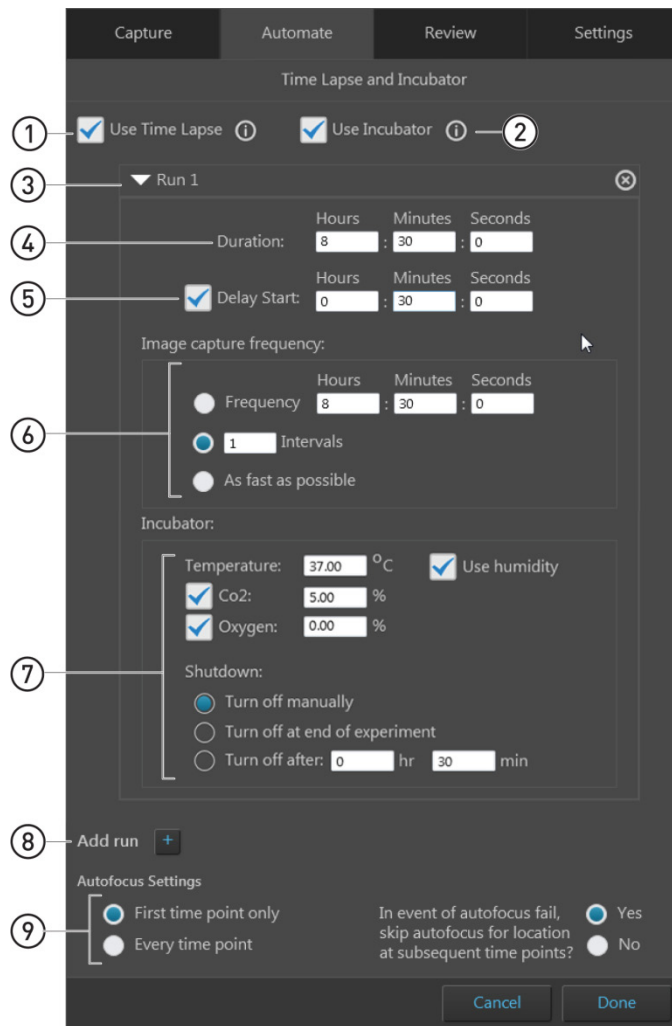 Capture Automate Review Settings
Time Lapse and Incubator
① Use Time Lapse ⓘ Use Incubator ⓘ ②
③ Run 1
Hours Minutes Seconds
④ Duration: 8 : 30 : 0
Hours Minutes Seconds
⑤ Delay Start: 0 : 30 : 0
Image capture frequency:
Hours Minutes Seconds
Frequency 8 : 30 : 0
⑥ 1 Intervals
As fast as possible
Incubator:
Temperature: 37.00 °C Use humidity
Co2: 5.00 %
Oxygen: 0.00 %
⑦ Shutdown:
Turn off manually
Turn off at end of experiment
Turn off after: 0 hr 30 min
⑧ Add run +
Autofocus Settings
⑨ First time point only
Every time point
In event of autofocus fail,
skip autofocus for location
at subsequent time points?
Yes
No
Cancel Done